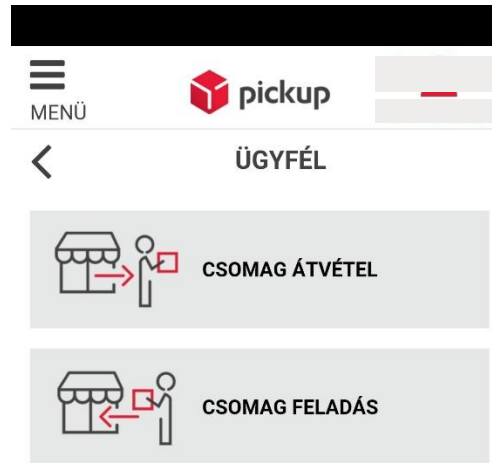 pickup
MENÜ
ÜGYFÉL
CSOMAG ÁTVÉTEL
CSOMAG FELADÁS